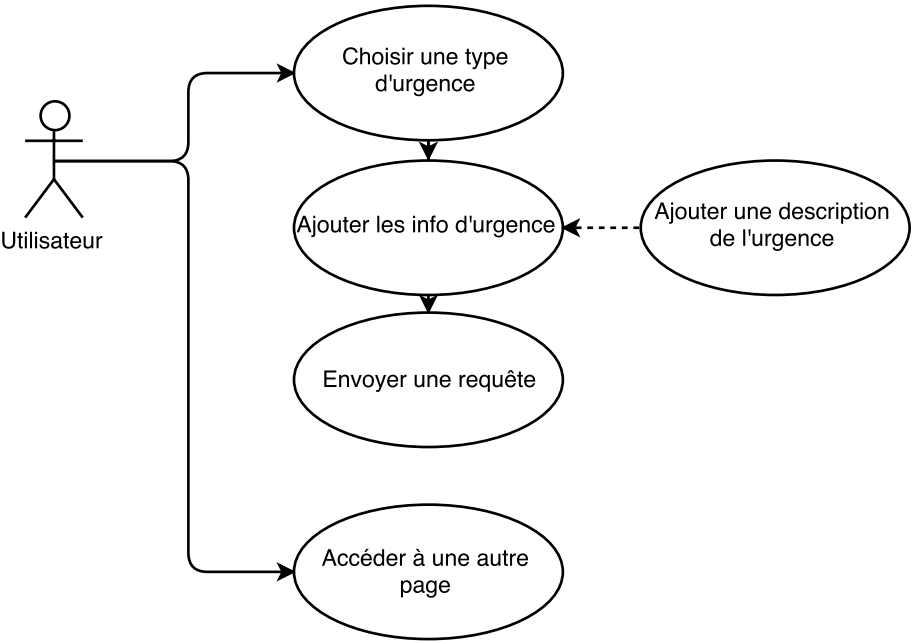 Choisir une type
d'urgence
Utilisateur
Ajouter les info d'urgence
Ajouter une description
de l'urgence
Envoyer une requête
Accéder à une autre
page